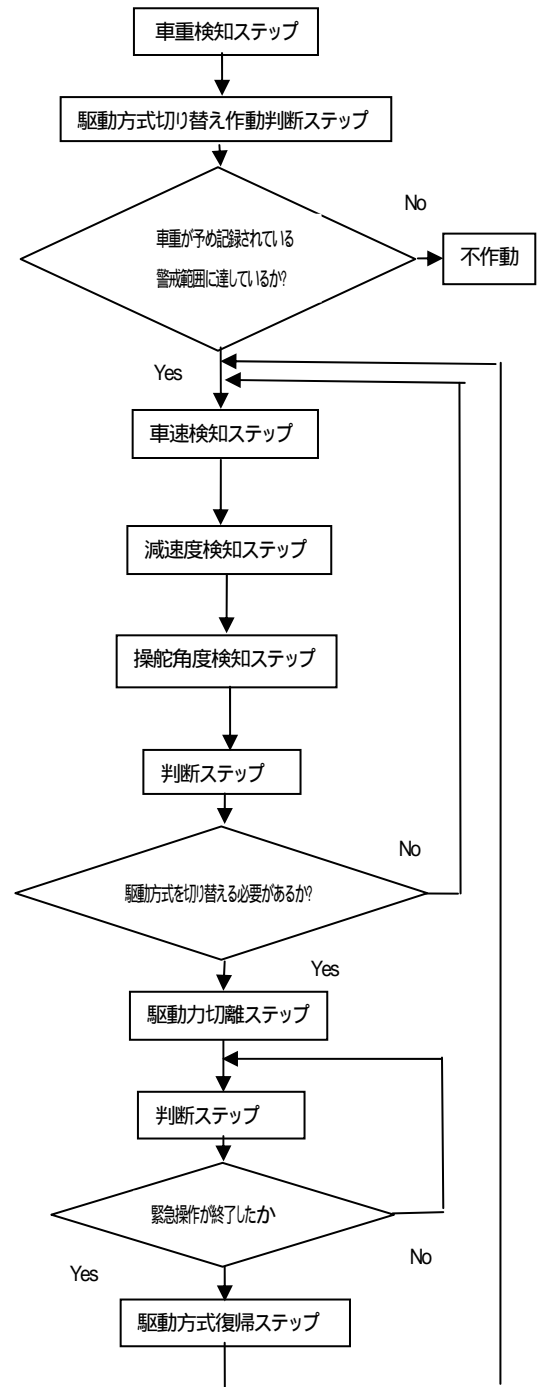 車重検知ステップ
駆動方式切り替え作動判断ステップ
No
車重が予め記録されている
警戒範囲に達しているか?
不作動
Yes
車速検知ステップ
減速度検知ステップ
操舵角度検知ステップ
判断ステップ
No
駆動方式を切り替える必要があるか?
Yes
駆動力切離ステップ
判断ステップ
緊急操作が終了したか
No
Yes
駆動方式復帰ステップ